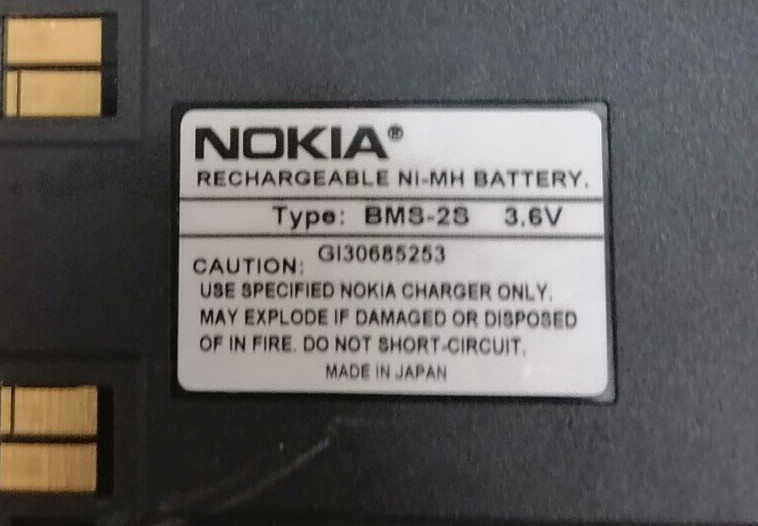 NOKIA®
RECHARGEABLE Ni-MH BATTERY.
Type: BMS-2S 3.6V
GI30685253
CAUTION:
USE SPECIFIED NOKIA CHARGER ONLY.
MAY EXPLODE IF DAMAGED OR DISPOSED
OF IN FIRE. DO NOT SHORT-CIRCUIT.
MADE IN JAPAN